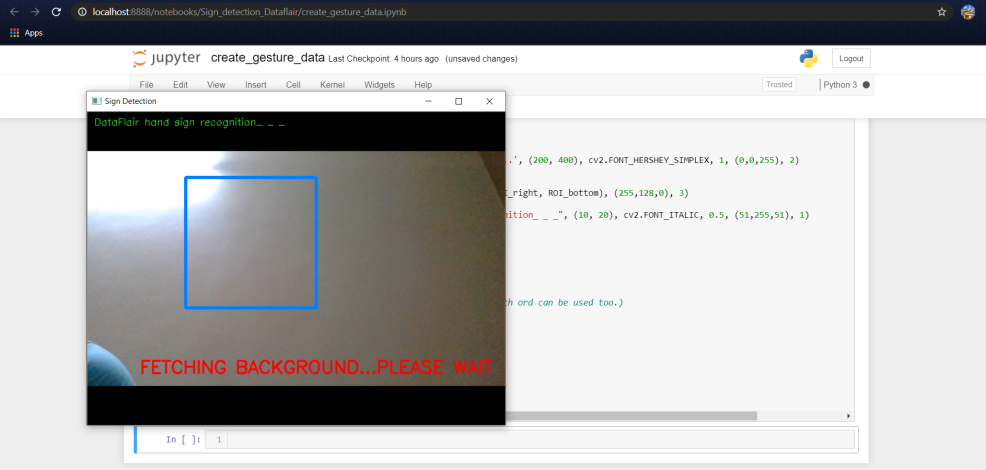 localhost:8888/notebooks/Sign_detection_Dataflair/create_gesture_data.ipynb
Apps
jupyter create_gesture_data Last Checkpoint: 4 hours ago (unsaved changes)
Logout
File Edit View Insert Cell Kernel Widgets Help
Trusted
Python 3
Sign Detection
DataFlair hand sign recognition_ _ _
..', (200, 400), cv2.FONT_HERSHEY_SIMPLEX, 1, (0,0,255), 2)
I_right, ROI_bottom), (255,128,0), 3)
nition_ _ _", (10, 20), cv2.FONT_ITALIC, 0.5, (51,255,51), 1)
th ord can be used too.)
FETCHING BACKGROUND...PLEASE WAIT
In [ ]: 1